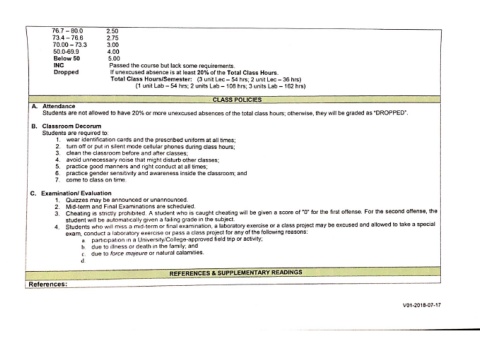 76.7 – 80.0 2.50
73.4 – 76.6 2.75
70.00 – 73.3 3.00
50.0-69.9 4.00
Below 50 5.00
INC Passed the course but lack some requirements.
Dropped If unexcused absence is at least 20% of the Total Class Hours.
Total Class Hours/Semester: (3 unit Lec – 54 hrs; 2 unit Lec – 36 hrs)
(1 unit Lab – 54 hrs; 2 units Lab – 108 hrs; 3 units Lab – 162 hrs)
CLASS POLICIES
A. Attendance
Students are not allowed to have 20% or more unexcused absences of the total class hours; otherwise, they will be graded as "DROPPED".
B. Classroom Decorum
Students are required to:
1. wear identification cards and the prescribed uniform at all times;
2. turn off or put in silent mode cellular phones during class hours;
3. clean the classroom before and after classes;
4. avoid unnecessary noise that might disturb other classes;
5. practice good manners and right conduct at all times;
6. practice gender sensitivity and awareness inside the classroom; and
7. come to class on time.
C. Examination/ Evaluation
1. Quizzes may be announced or unannounced.
2. Mid-term and Final Examinations are scheduled.
3. Cheating is strictly prohibited. A student who is caught cheating will be given a score of "0" for the first offense. For the second offense, the
student will be automatically given a failing grade in the subject.
4. Students who will miss a mid-term or final examination, a laboratory exercise or a class project may be excused and allowed to take a special
exam, conduct a laboratory exercise or pass a class project for any of the following reasons:
a. participation in a University/College-approved field trip or activity;
b. due to illness or death in the family; and
c. due to force majeure or natural calamities.
d.
REFERENCES & SUPPLEMENTARY READINGS
References:
V01-2018-07-17